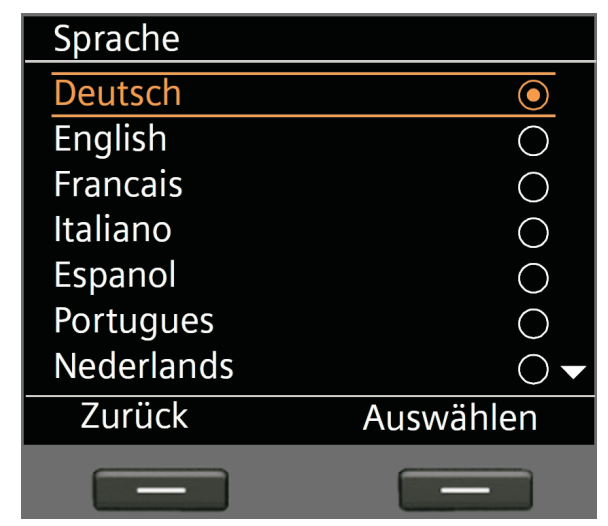 Sprache
Deutsch
English
Francais
Italiano
Espanol
Portugues
Nederlands
Zurück Auswählen